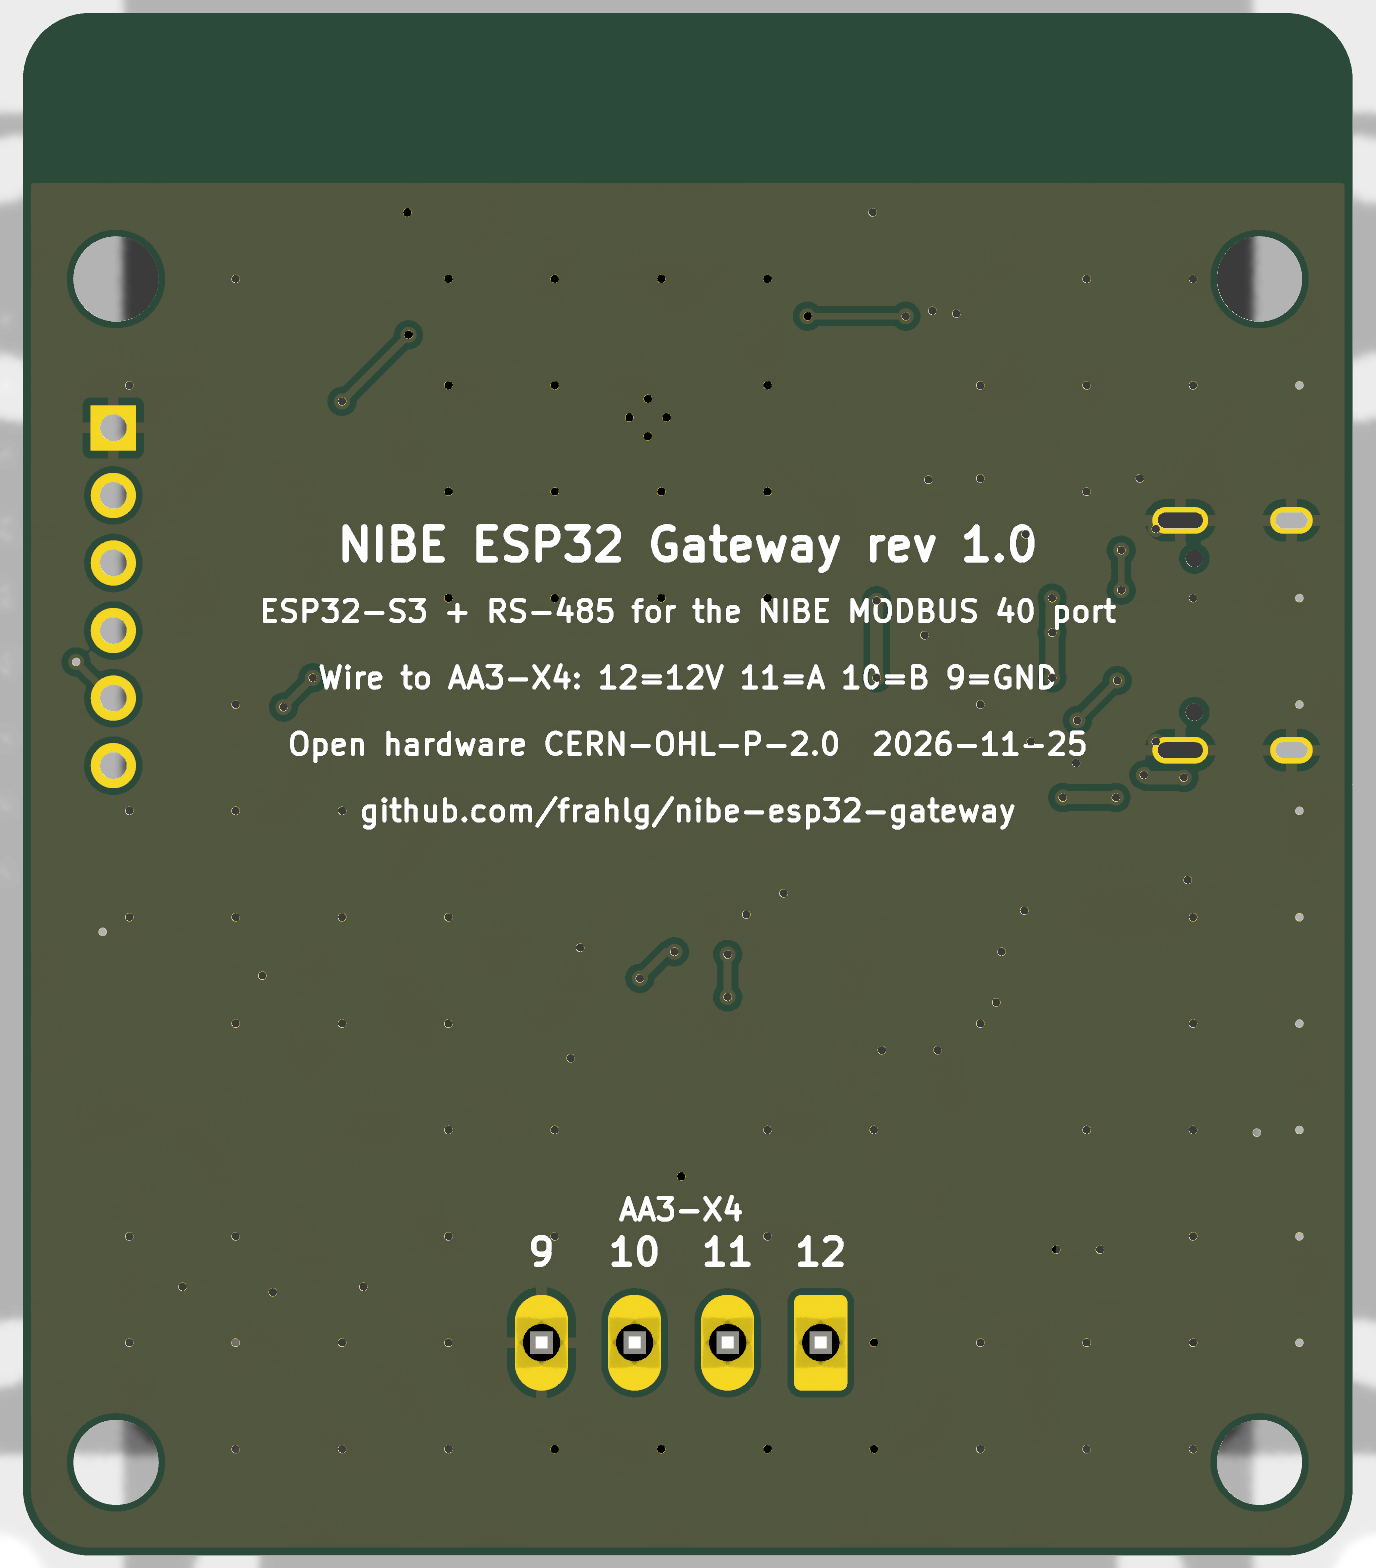 NIBE ESP32 Gateway rev 1.0
ESP32-S3 + RS-485 for the NIBE MODBUS 40 port
Wire to AA3-X4: 12=12V 11=A 10=B 9=GND
Open hardware CERN-OHL-P-2.0 2026-11-25
github.com/frahlg/nibe-esp32-gateway
AA3-X4
9 10 11 12